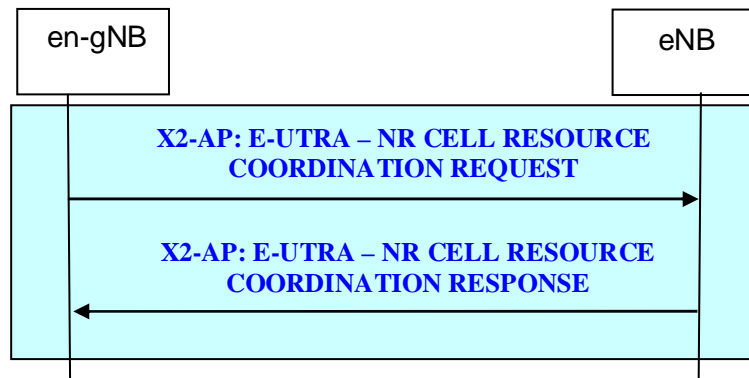 en-gNB
eNB
X2-AP: E-UTRA – NR CELL RESOURCE
COORDINATION REQUEST
X2-AP: E-UTRA – NR CELL RESOURCE
COORDINATION RESPONSE